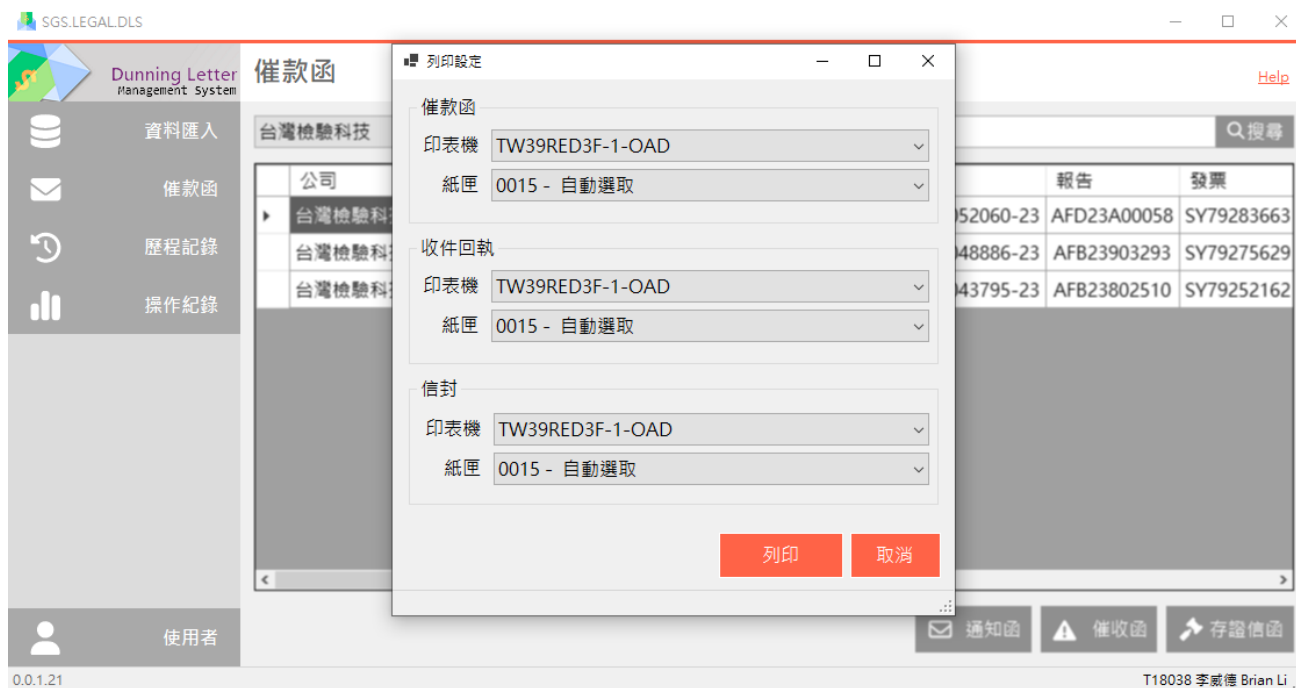 SGS.LEGAL.DLS
Dunning Letter
Management System
催款函
Help
資料匯入
催款函
歷程記錄
操作紀錄
使用者
台灣檢驗科技
搜尋
公司 報告 發票
台灣檢驗科 052060-23 AFD23A00058 SY79283663
台灣檢驗科 048886-23 AFB23903293 SY79275629
台灣檢驗科 043795-23 AFB23802510 SY79252162
列印設定
催款函
印表機 TW39RED3F-1-OAD
紙匣 0015 - 自動選取
收件回執
印表機 TW39RED3F-1-OAD
紙匣 0015 - 自動選取
信封
印表機 TW39RED3F-1-OAD
紙匣 0015 - 自動選取
列印 取消
通知函 催收函 存證信函
0.0.1.21 T18038 李威德 Brian Li